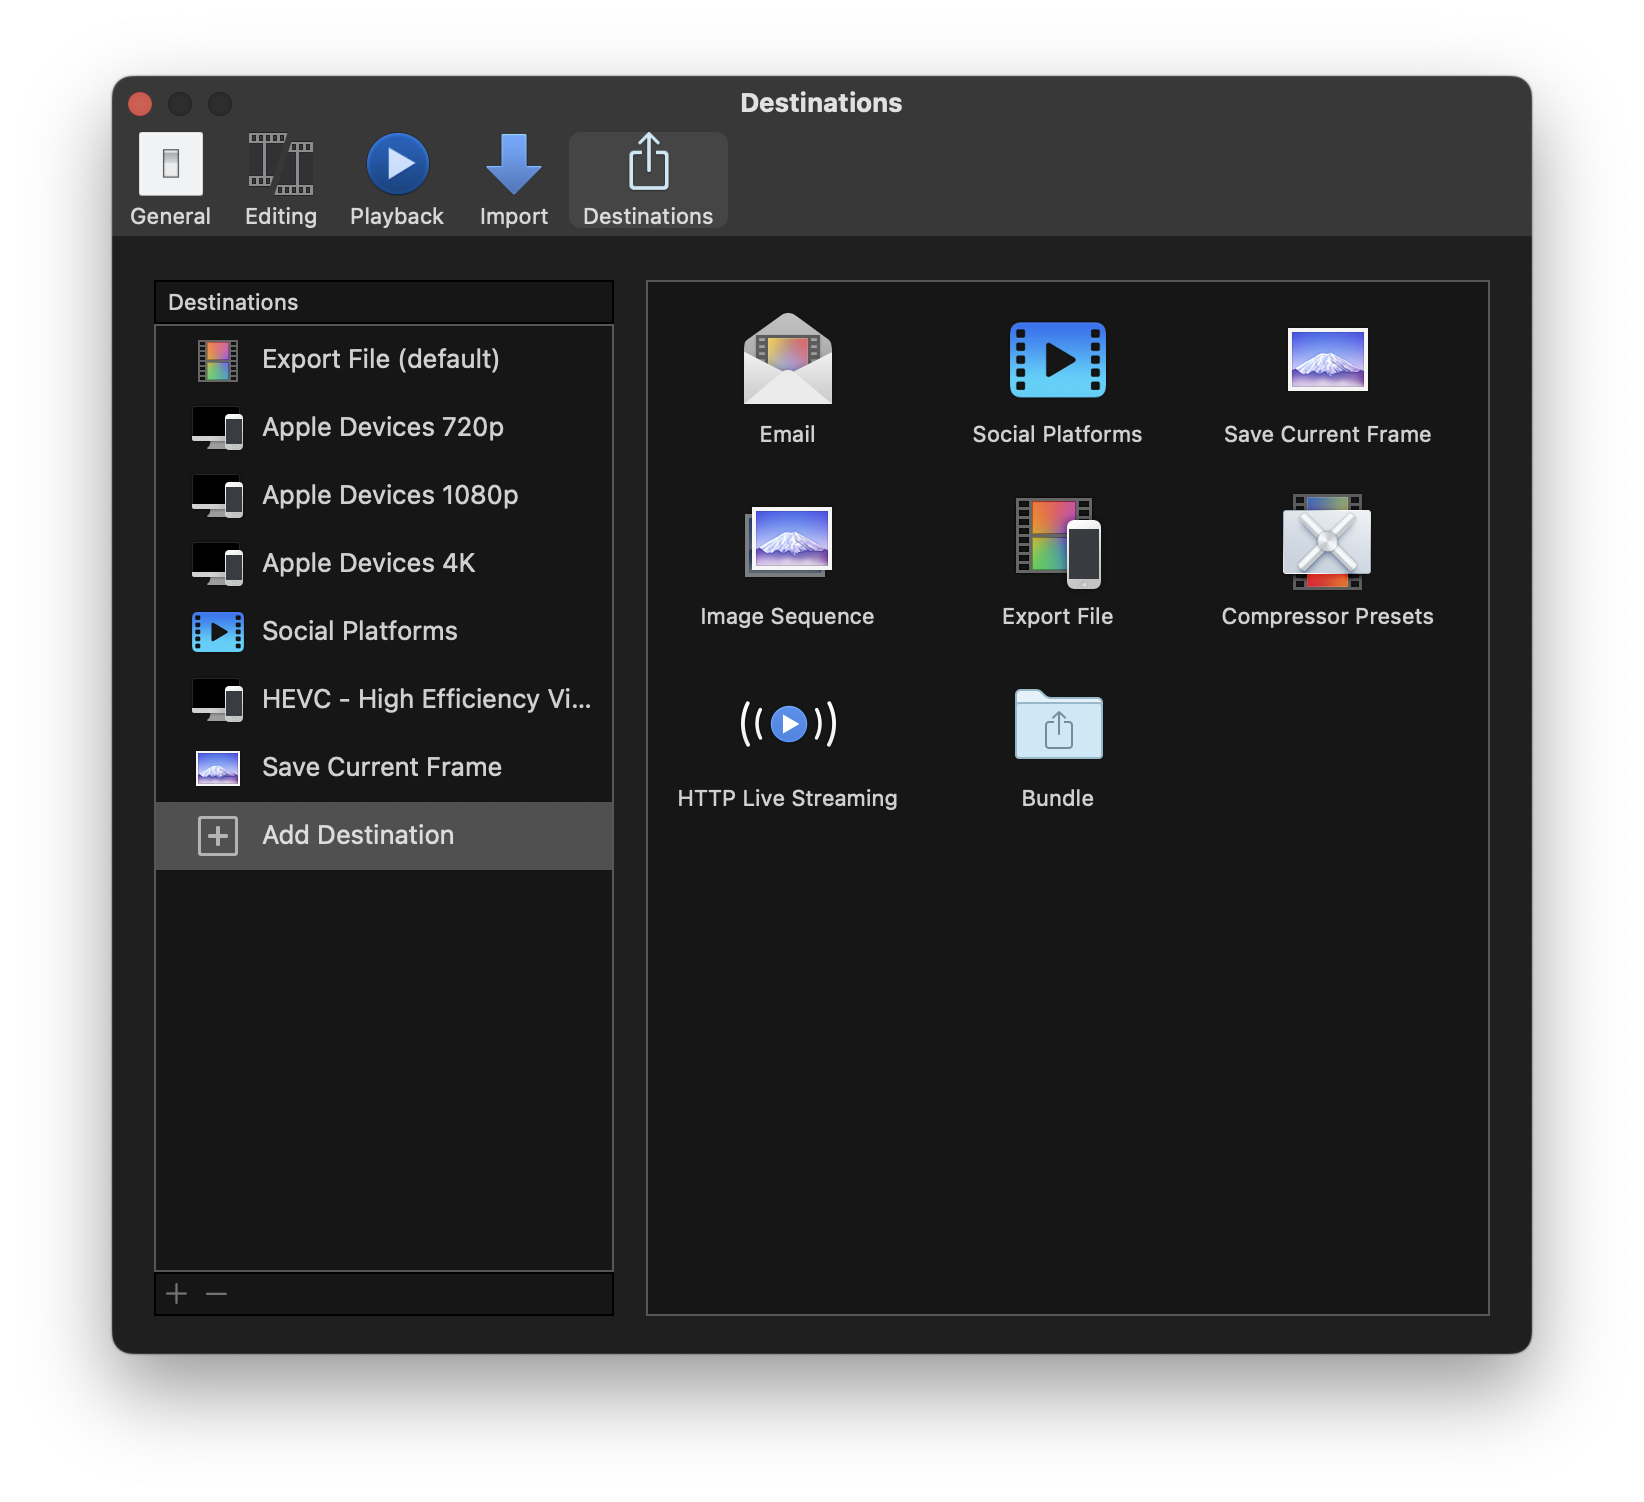 Destinations
General
Editing
Playback
Import
Destinations
Destinations
Export File (default)
Apple Devices 720p
Apple Devices 1080p
Apple Devices 4K
Social Platforms
HEVC - High Efficiency Vi...
Save Current Frame
Add Destination
Email
Social Platforms
Save Current Frame
Image Sequence
Export File
Compressor Presets
HTTP Live Streaming
Bundle